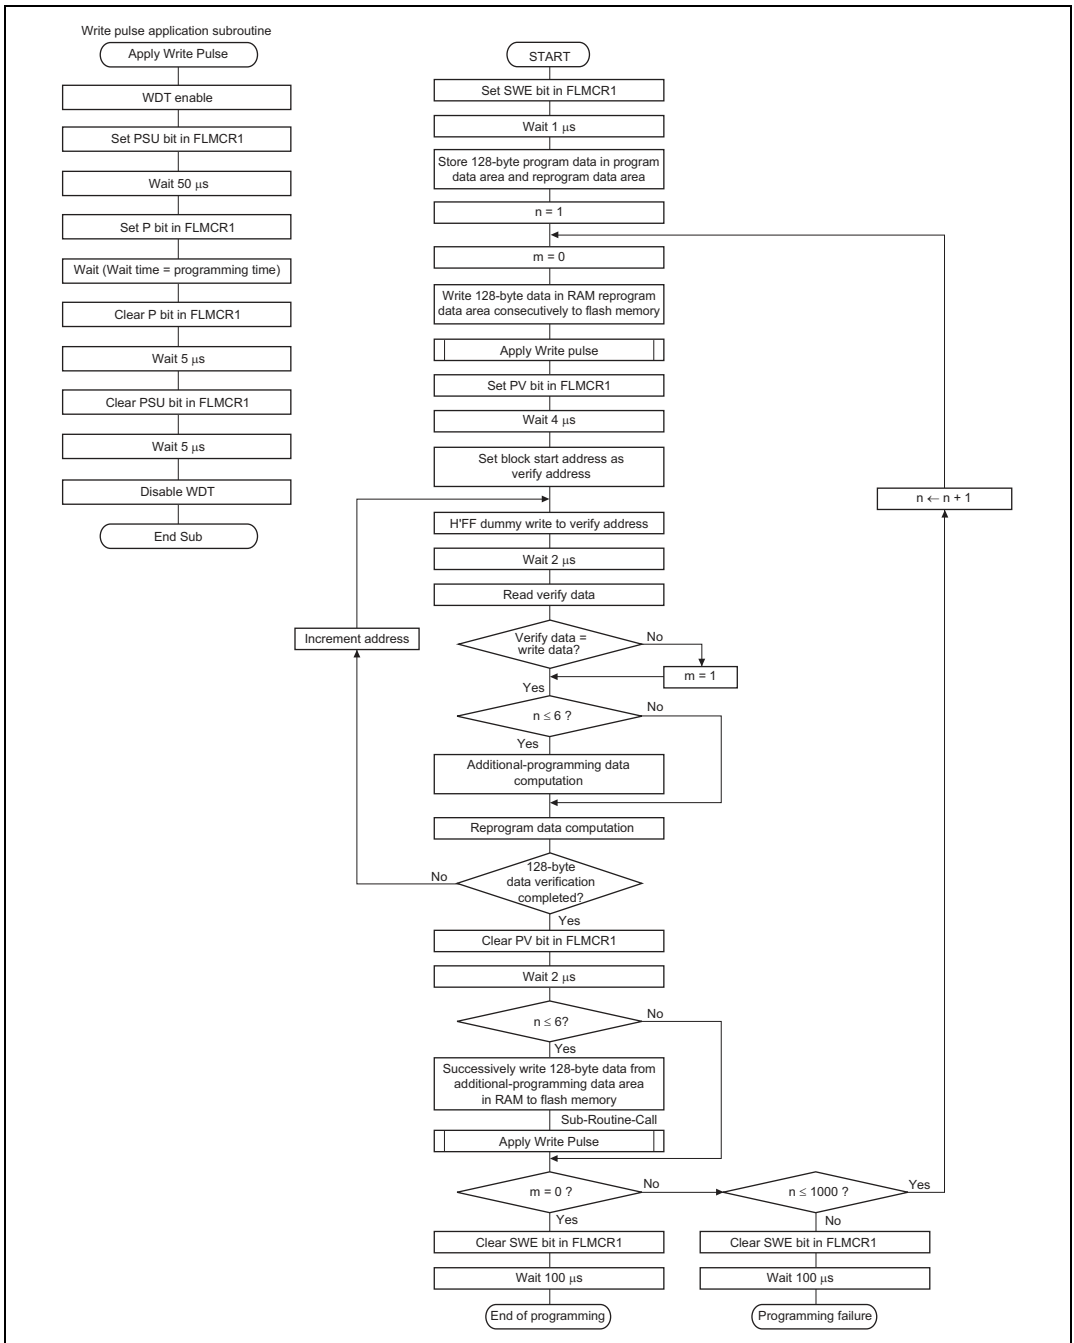 Write pulse application subroutine
Apply Write Pulse
WDT enable
Set PSU bit in FLMCR1
Wait 50 μs
Set P bit in FLMCR1
Wait (Wait time = programming time)
Clear P bit in FLMCR1
Wait 5 μs
Clear PSU bit in FLMCR1
Wait 5 μs
Disable WDT
End Sub
START
Set SWE bit in FLMCR1
Wait 1 μs
Store 128-byte program data in program
data area and reprogram data area
n = 1
m = 0
Write 128-byte data in RAM reprogram
data area consecutively to flash memory
Apply Write pulse
Set PV bit in FLMCR1
Wait 4 μs
Set block start address as
verify address
n ← n + 1
H'FF dummy write to verify address
Wait 2 μs
Read verify data
Increment address
Verify data =
write data?
No
m = 1
Yes
n ≤ 6 ?
No
Yes
Additional-programming data
computation
Reprogram data computation
128-byte
data verification
completed?
No
Yes
Clear PV bit in FLMCR1
Wait 2 μs
n ≤ 6?
No
Yes
Successively write 128-byte data from
additional-programming data area
in RAM to flash memory
Sub-Routine-Call
Apply Write Pulse
m = 0 ?
No
n ≤ 1000 ?
Yes
Yes
No
Clear SWE bit in FLMCR1
Clear SWE bit in FLMCR1
Wait 100 μs
Wait 100 μs
End of programming
Programming failure